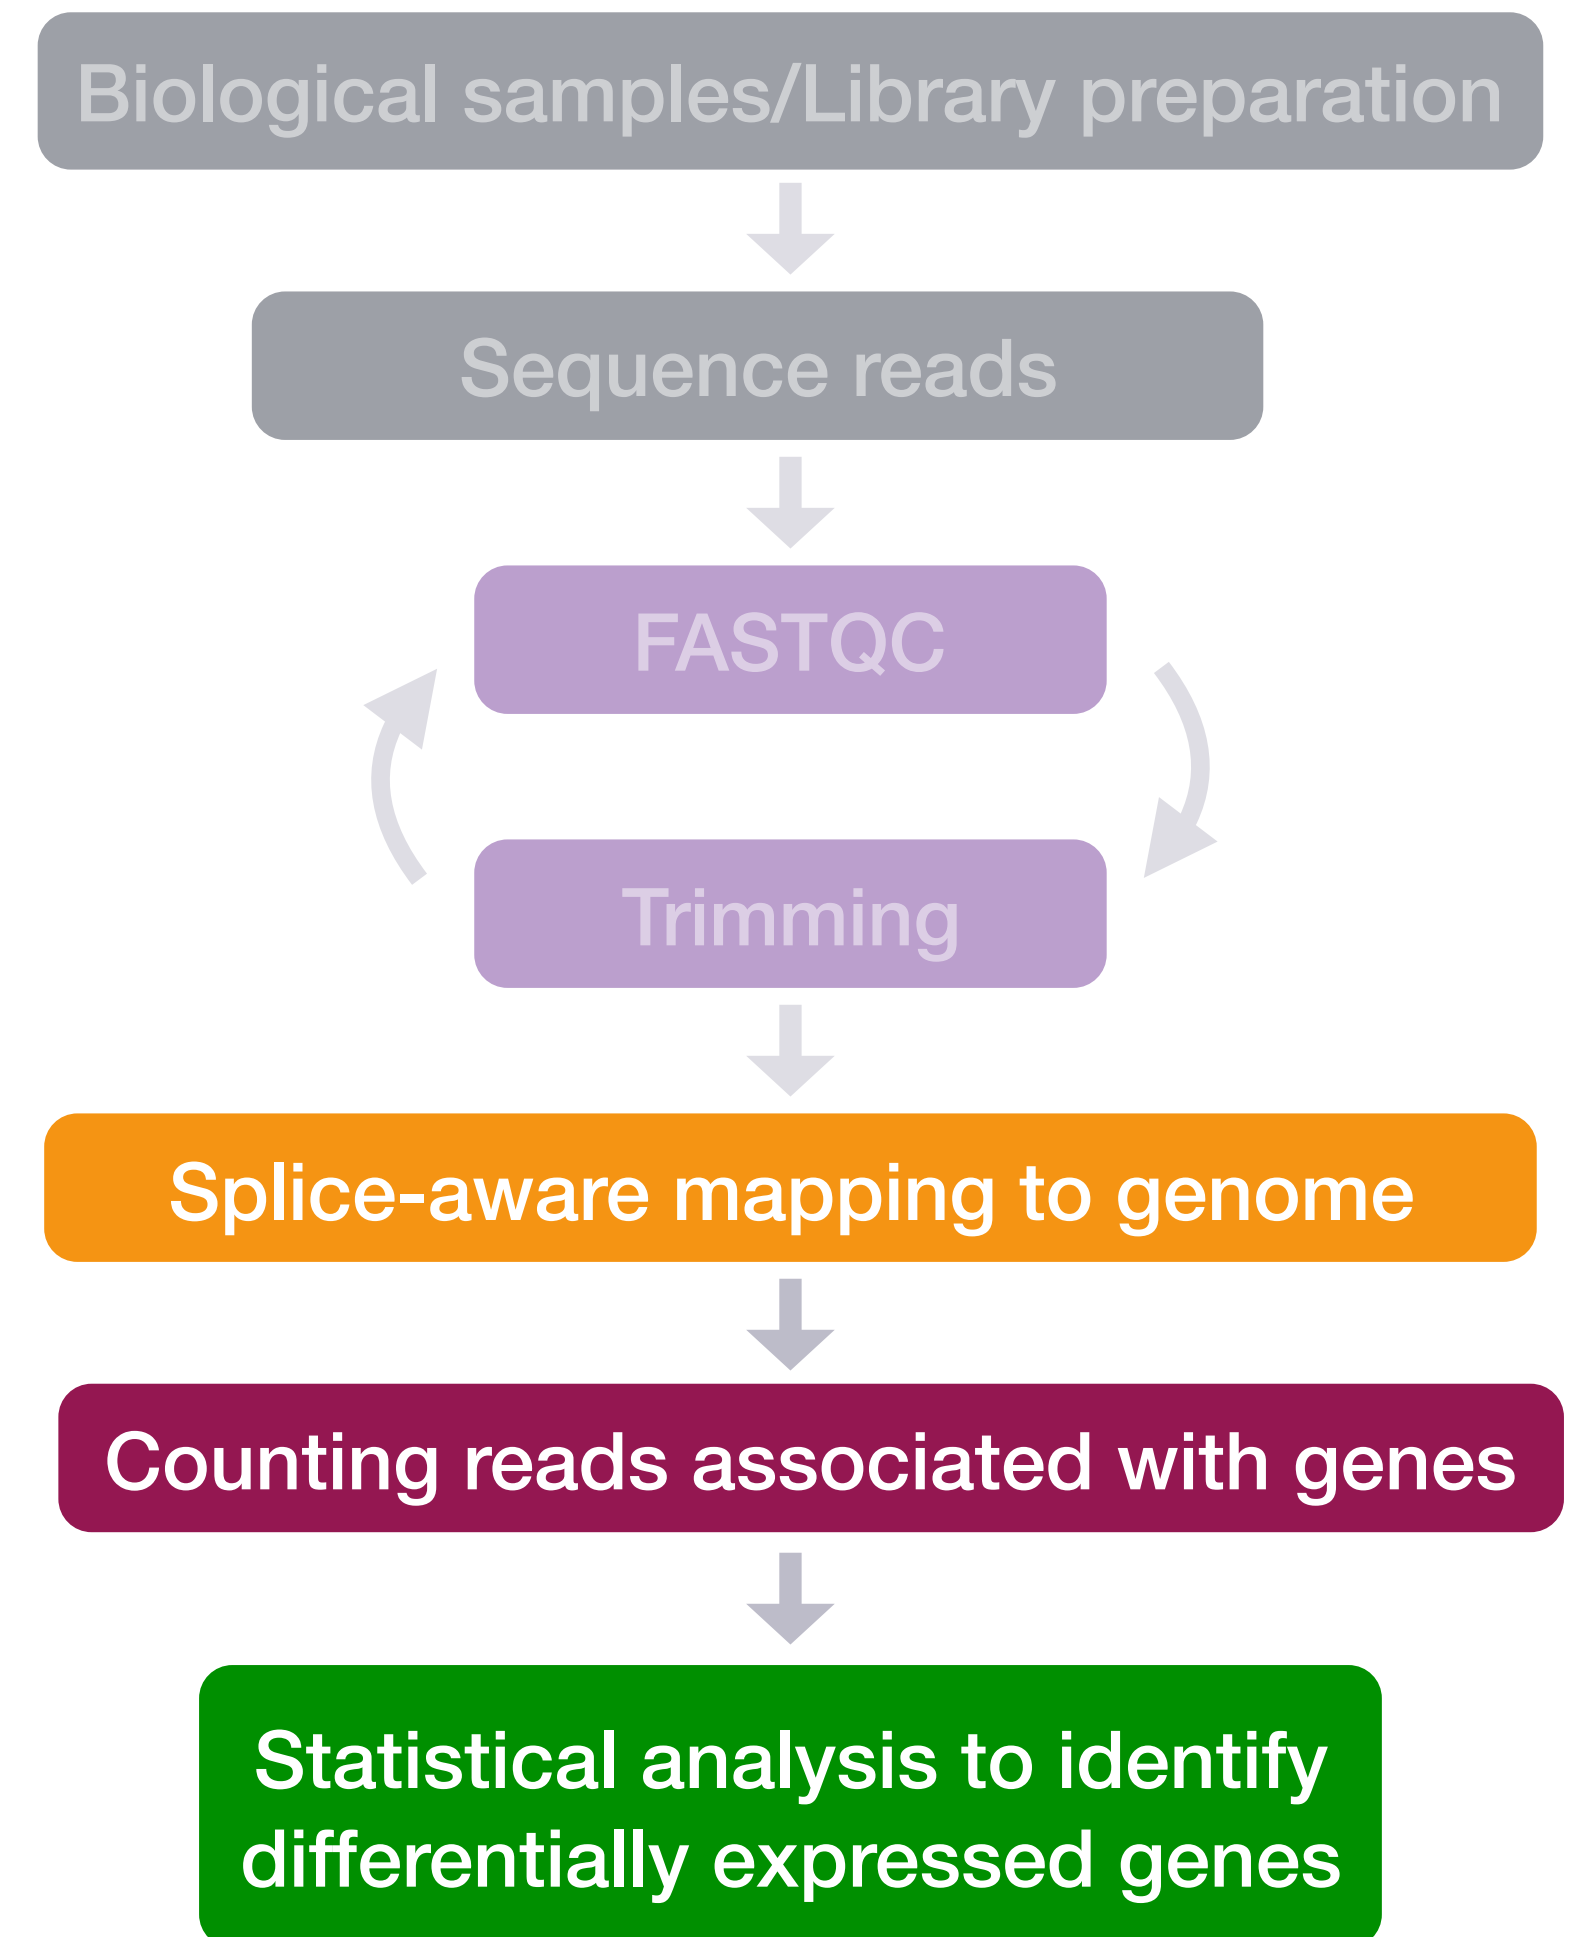 Biological samples/Library preparation
Sequence reads
FASTQC
Trimming
Splice-aware mapping to genome
Counting reads associated with genes
Statistical analysis to identify
differentially expressed genes